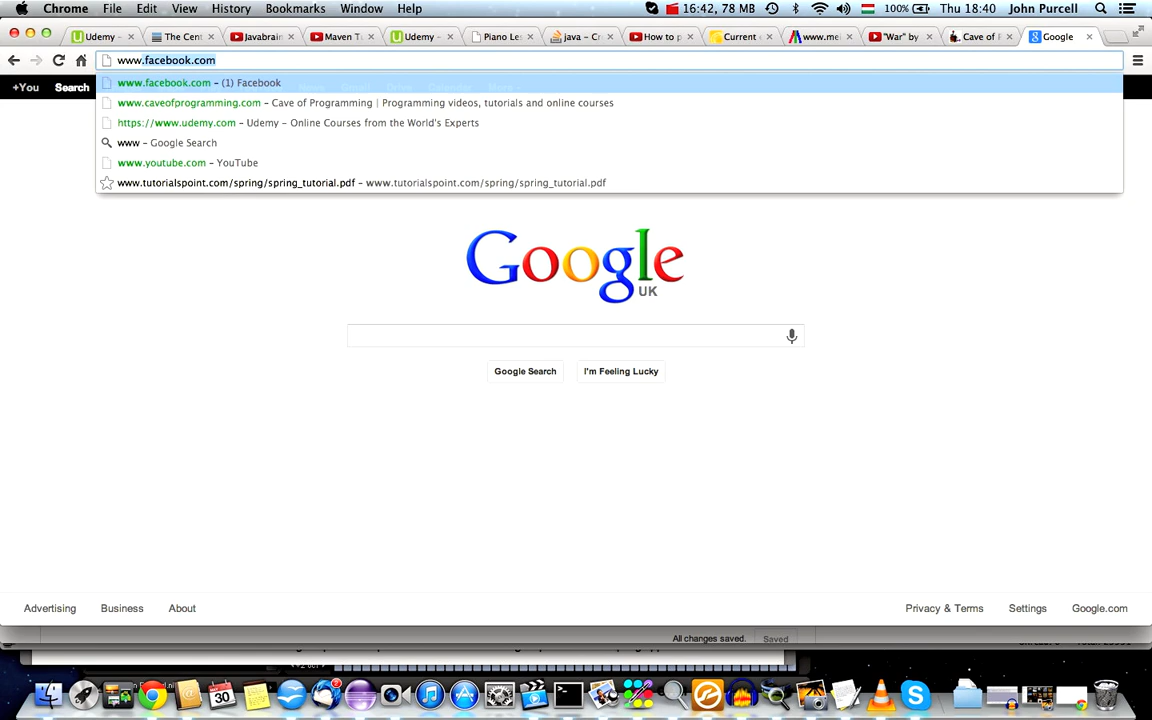 Chrome File Edit View History Bookmarks Window Help 16:42, 78 MB 100% Thu 18:40 John Purcell
Udemy – The Cent Javabrain Maven Tu Udemy – Piano Les java – Cr How to p Current "War" by Cave of Google
www.facebook.com
www.facebook.com – (1) Facebook
+You Search
www.caveofprogramming.com – Cave of Programming | Programming videos, tutorials and online courses
https://www.udemy.com – Udemy – Online Courses from the World's Experts
www – Google Search
www.youtube.com – YouTube
www.tutorialspoint.com/spring/spring_tutorial.pdf – www.tutorialspoint.com/spring/spring_tutorial.pdf
Google
UK
Google Search I'm Feeling Lucky
Advertising Business About Privacy & Terms Settings Google.com
All changes saved. Saved